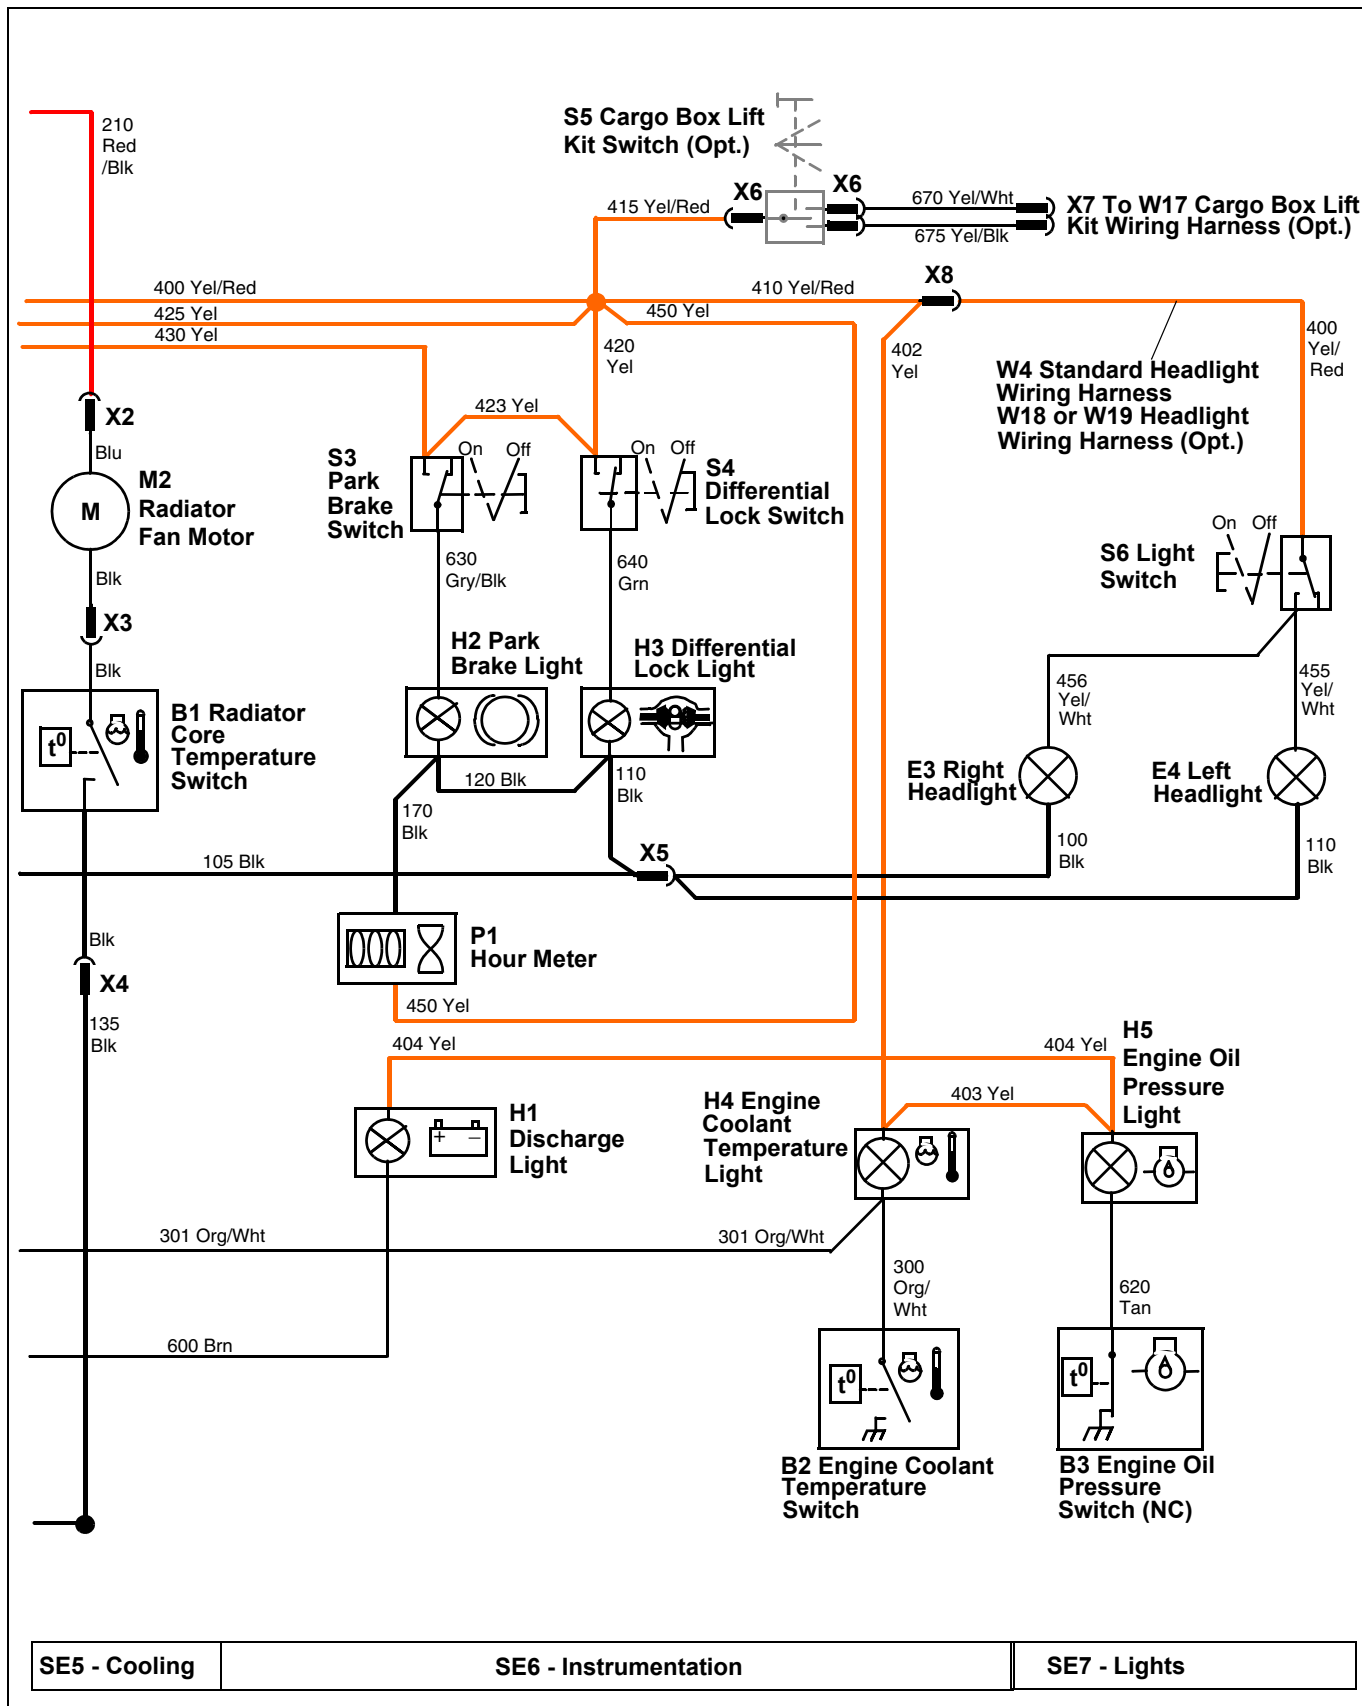 S5 Cargo Box Lift
Kit Switch (Opt.)
210
Red
/Blk
X6
X6
415 Yel/Red
670 Yel/Wht
675 Yel/Blk
X7 To W17 Cargo Box Lift
Kit Wiring Harness (Opt.)
X8
400 Yel/Red
410 Yel/Red
425 Yel
450 Yel
430 Yel
420
Yel
402
Yel
400
Yel/
Red
W4 Standard Headlight
Wiring Harness
W18 or W19 Headlight
Wiring Harness (Opt.)
X2
423 Yel
Blu
On
Off
On
Off
S3
Park
Brake
Switch
S4
Differential
Lock Switch
M2
Radiator
Fan Motor
M
On
Off
S6 Light
Switch
Blk
630
Gry/Blk
640
Grn
X3
H2 Park
Brake Light
H3 Differential
Lock Light
Blk
456
Yel/
Wht
455
Yel/
Wht
B1 Radiator
Core
Temperature
Switch
t0
120 Blk
110
Blk
E3 Right
Headlight
E4 Left
Headlight
170
Blk
100
Blk
110
Blk
105 Blk
X5
P1
Hour Meter
Blk
X4
450 Yel
135
Blk
404 Yel
404 Yel
H5
Engine Oil
Pressure
Light
403 Yel
H1
Discharge
Light
+ –
H4 Engine
Coolant
Temperature
Light
301 Org/Wht
301 Org/Wht
300
Org/
Wht
620
Tan
600 Brn
t0
t0
B2 Engine Coolant
Temperature
Switch
B3 Engine Oil
Pressure
Switch (NC)
SE5 - Cooling
SE6 - Instrumentation
SE7 - Lights